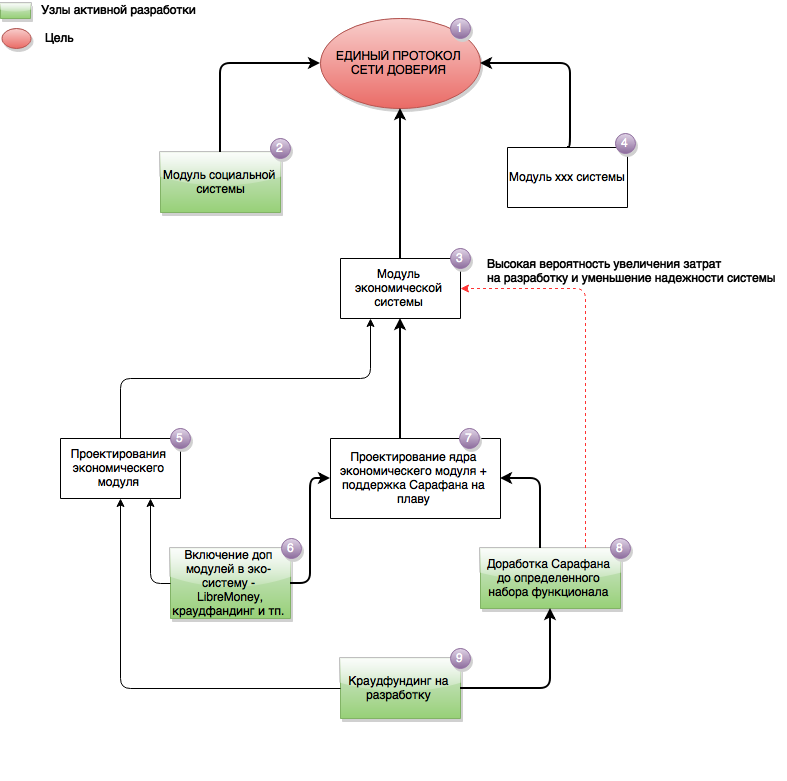 Узлы активной разработки
Цель
1
ЕДИНЫЙ ПРОТОКОЛ
СЕТИ ДОВЕРИЯ
2
Модуль социальной
системы
4
Модуль xxx системы
3
Модуль
экономической
системы
Высокая вероятность увеличения затрат
на разработку и уменьшение надежности системы
5
Проектирования
экономичекего
модуля
7
Проектирование ядра
экономического модуля +
поддержка Сарафана на
плаву
6
Включение доп
модулей в эко-
систему -
LibreMoney,
краудфандинг и тп.
8
Доработка Сарафана
до определенного
набора функционала
9
Краудфундинг на
разработку